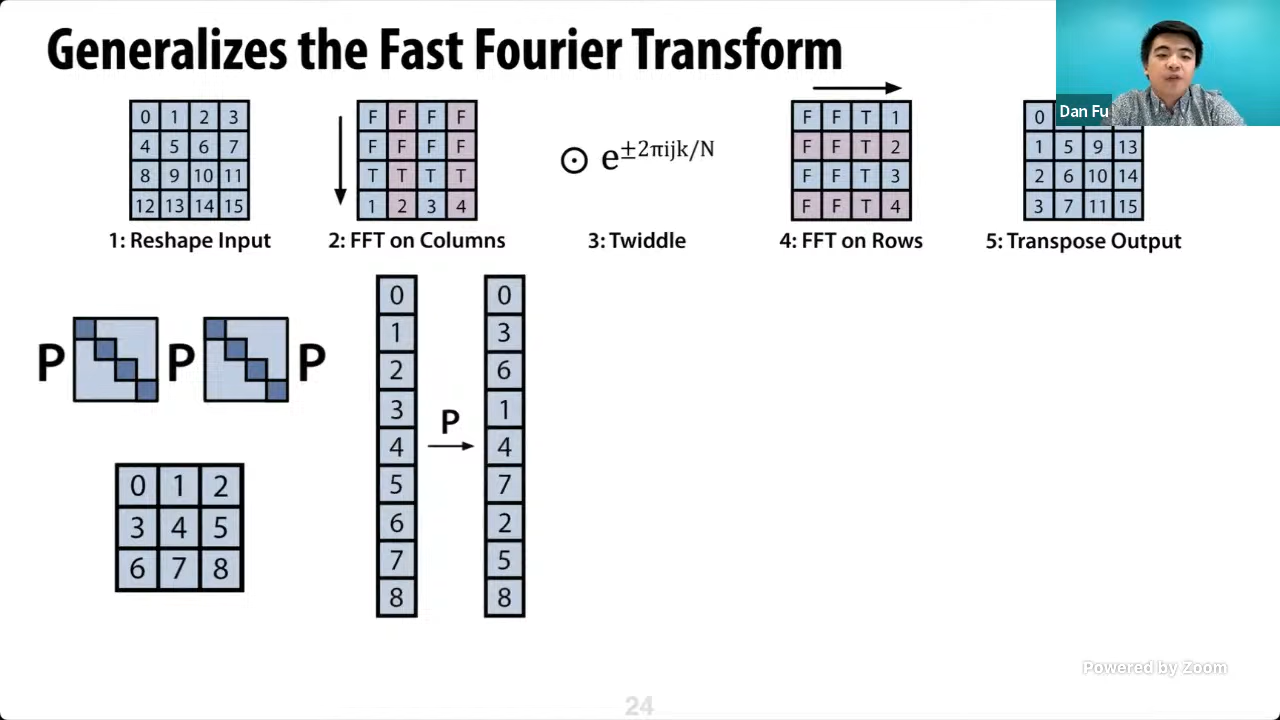 Generalizes the Fast Fourier Transform
Dan Fu
0 1 2 3
4 5 6 7
8 9 10 11
12 13 14 15
1: Reshape Input
F F F F
F F F F
T T T T
1 2 3 4
2: FFT on Columns
⊙ e^{±2πijk/N}
3: Twiddle
F F T 1
F F T 2
F F T 3
F F T 4
4: FFT on Rows
0
1 5 9 13
2 6 10 14
3 7 11 15
5: Transpose Output
P P P
0 1 2
3 4 5
6 7 8
0
1
2
3
4
5
6
7
8
P
0
3
6
1
4
7
2
5
8
Powered by Zoom
24